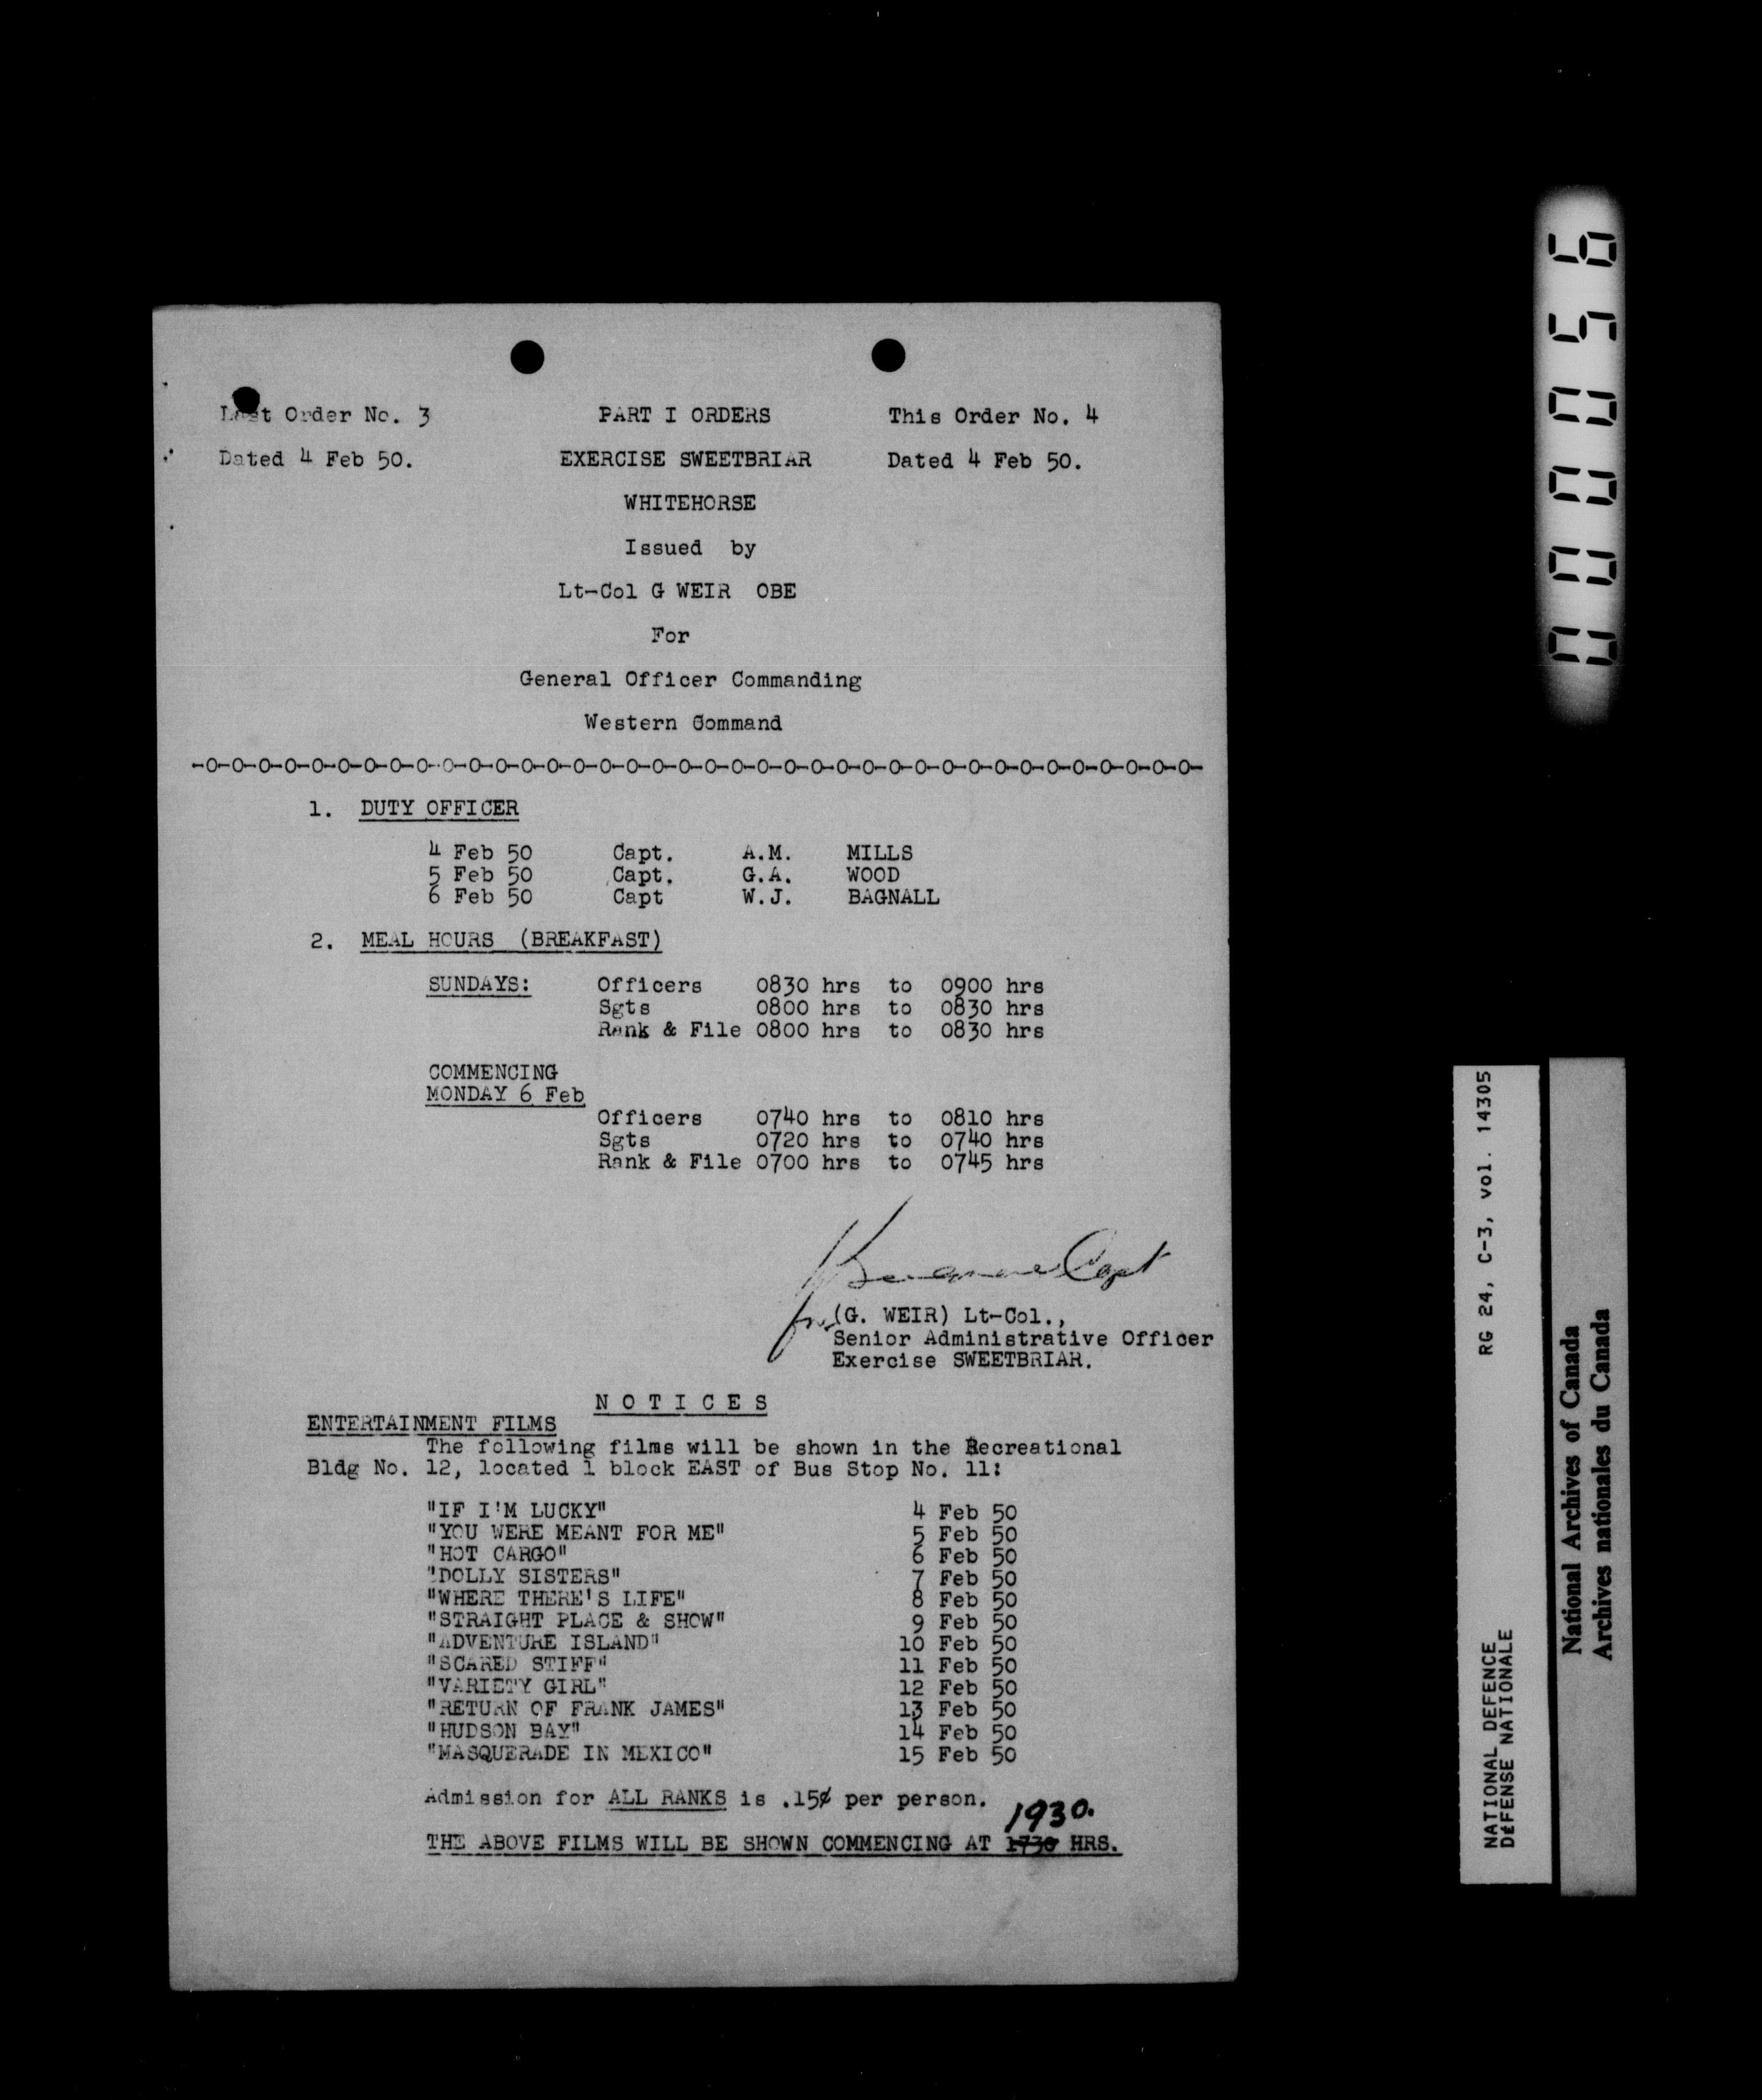 Last Order No. 3 PART I ORDERS This Order No. 4
Dated 4 Feb 50. EXERCISE SWEETBRIAR Dated 4 Feb 50.
WHITEHORSE
Issued by
Lt-Col G WEIR OBE
For
General Officer Commanding
Western Command
-0-0-0-0-0-0-0-0-0-0-0-0-0-0-0-0-0-0-0-0-0-0-0-0-0-0-0-0-0-0-0-0-0-0-0-0-0-0-
1. DUTY OFFICER
4 Feb 50 Capt. A.M. MILLS
5 Feb 50 Capt. G.A. WOOD
6 Feb 50 Capt W.J. BAGNALL
2. MEAL HOURS (BREAKFAST)
SUNDAYS: Officers 0830 hrs to 0900 hrs
Sgts 0800 hrs to 0830 hrs
Rank & File 0800 hrs to 0830 hrs
COMMENCING
MONDAY 6 Feb
Officers 0740 hrs to 0810 hrs
Sgts 0720 hrs to 0740 hrs
Rank & File 0700 hrs to 0745 hrs
Capt
for (G. WEIR) Lt-Col.,
Senior Administrative Officer
Exercise SWEETBRIAR.
N O T I C E S
ENTERTAINMENT FILMS
The following films will be shown in the Recreational
Bldg No. 12, located 1 block EAST of Bus Stop No. 11:
"IF I'M LUCKY" 4 Feb 50
"YOU WERE MEANT FOR ME" 5 Feb 50
"HOT CARGO" 6 Feb 50
"DOLLY SISTERS" 7 Feb 50
"WHERE THERE'S LIFE" 8 Feb 50
"STRAIGHT PLACE & SHOW" 9 Feb 50
"ADVENTURE ISLAND" 10 Feb 50
"SCARED STIFF" 11 Feb 50
"VARIETY GIRL" 12 Feb 50
"RETURN OF FRANK JAMES" 13 Feb 50
"HUDSON BAY" 14 Feb 50
"MASQUERADE IN MEXICO" 15 Feb 50
Admission for ALL RANKS is .15¢ per person.
1930.
THE ABOVE FILMS WILL BE SHOWN COMMENCING AT 1730 HRS.
000056
RG 24, C-3, vol. 14305
NATIONAL DEFENCE
DÉFENSE NATIONALE
National Archives of Canada
Archives nationales du Canada